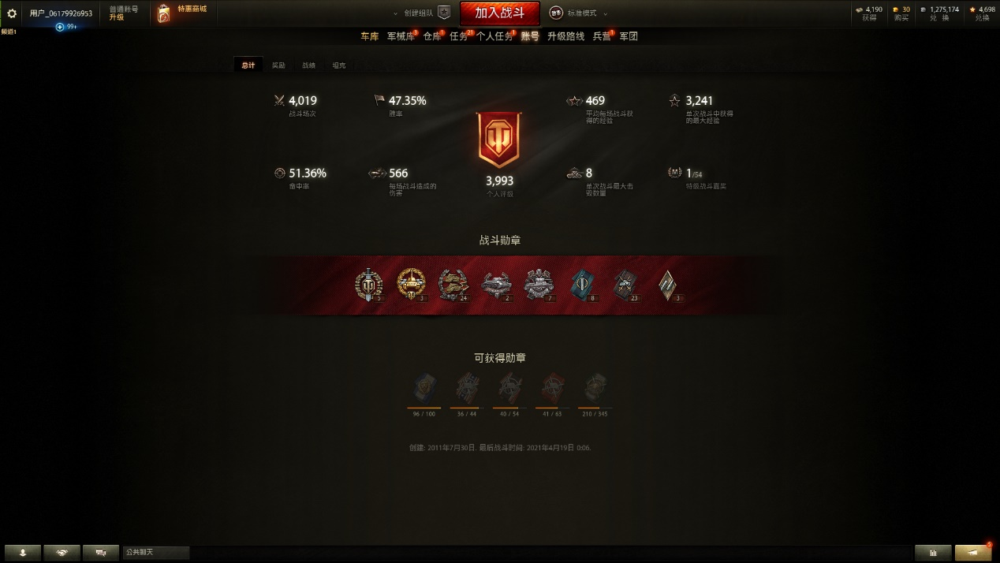 用户_06179926953
99+
频道1
普通账号
升级
特惠商城
创建组队
加入战斗
标准模式
4,190
获得
30
购买
1,275,174
兑 换
4,698
兑换
车库 军械库 3 仓库 1 任务 21 个人任务 1 账号 升级路线 兵营 1 军团
总计 奖励 战绩 坦克
4,019
战斗场次
47.35%
胜率
469
平均每场战斗获
得的经验
3,241
单次战斗中获得
的最大经验
51.36%
命中率
566
每场战斗造成的
伤害
3,993
个人评级
8
单次战斗最大击
毁数量
1/54
特级战斗嘉奖
战斗勋章
5 3 24 2 7 8 23 3
可获得勋章
96 / 100 36 / 44 40 / 54 41 / 63 210 / 345
创建: 2011年7月30日. 最后战斗时间: 2021年4月19日 0:06.
公共聊天
5